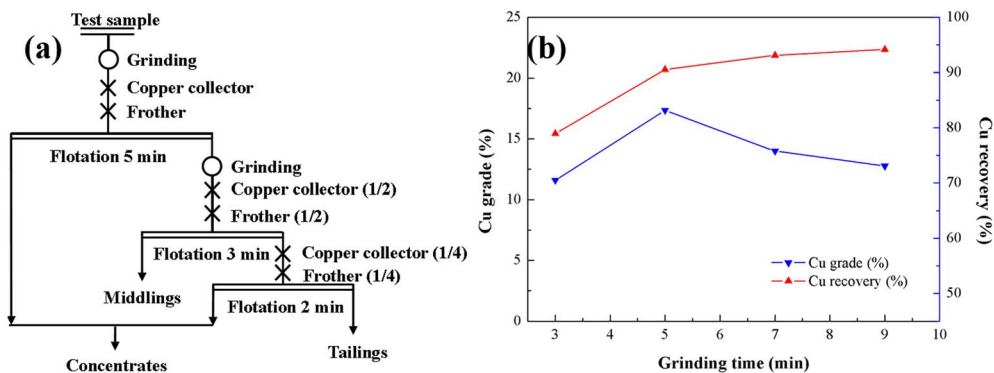 (a)
Test sample
Grinding
Copper collector
Frother
Flotation 5 min
Grinding
Copper collector (1/2)
Frother (1/2)
Flotation 3 min
Copper collector (1/4)
Frother (1/4)
Middlings
Flotation 2 min
Concentrates
Tailings
(b)
Cu grade (%)
25
20
15
10
5
0
3
4
5
6
7
8
9
10
Grinding time (min)
100
90
80
70
60
50
Cu recovery (%)
Cu grade (%)
Cu recovery (%)